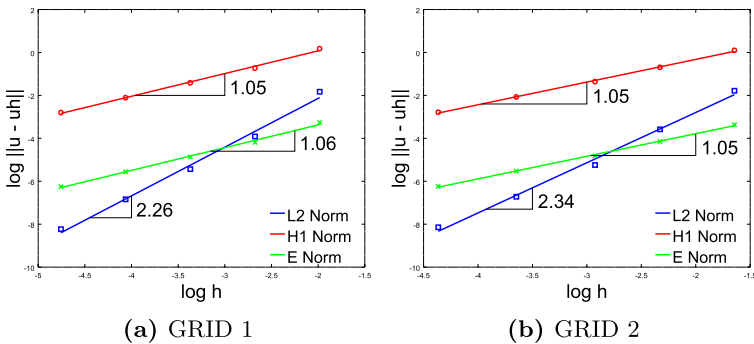 2
0
-2
-4
-6
-8
-10
-5
-4.5
-4
-3.5
-3
-2.5
-2
-1.5
log ||u - uh||
log h
1.05
1.06
2.26
L2 Norm
H1 Norm
E Norm
(a) GRID 1
2
0
-2
-4
-6
-8
-10
-4.5
-4
-3.5
-3
-2.5
-2
-1.5
log ||u - uh||
log h
1.05
1.05
2.34
L2 Norm
H1 Norm
E Norm
(b) GRID 2